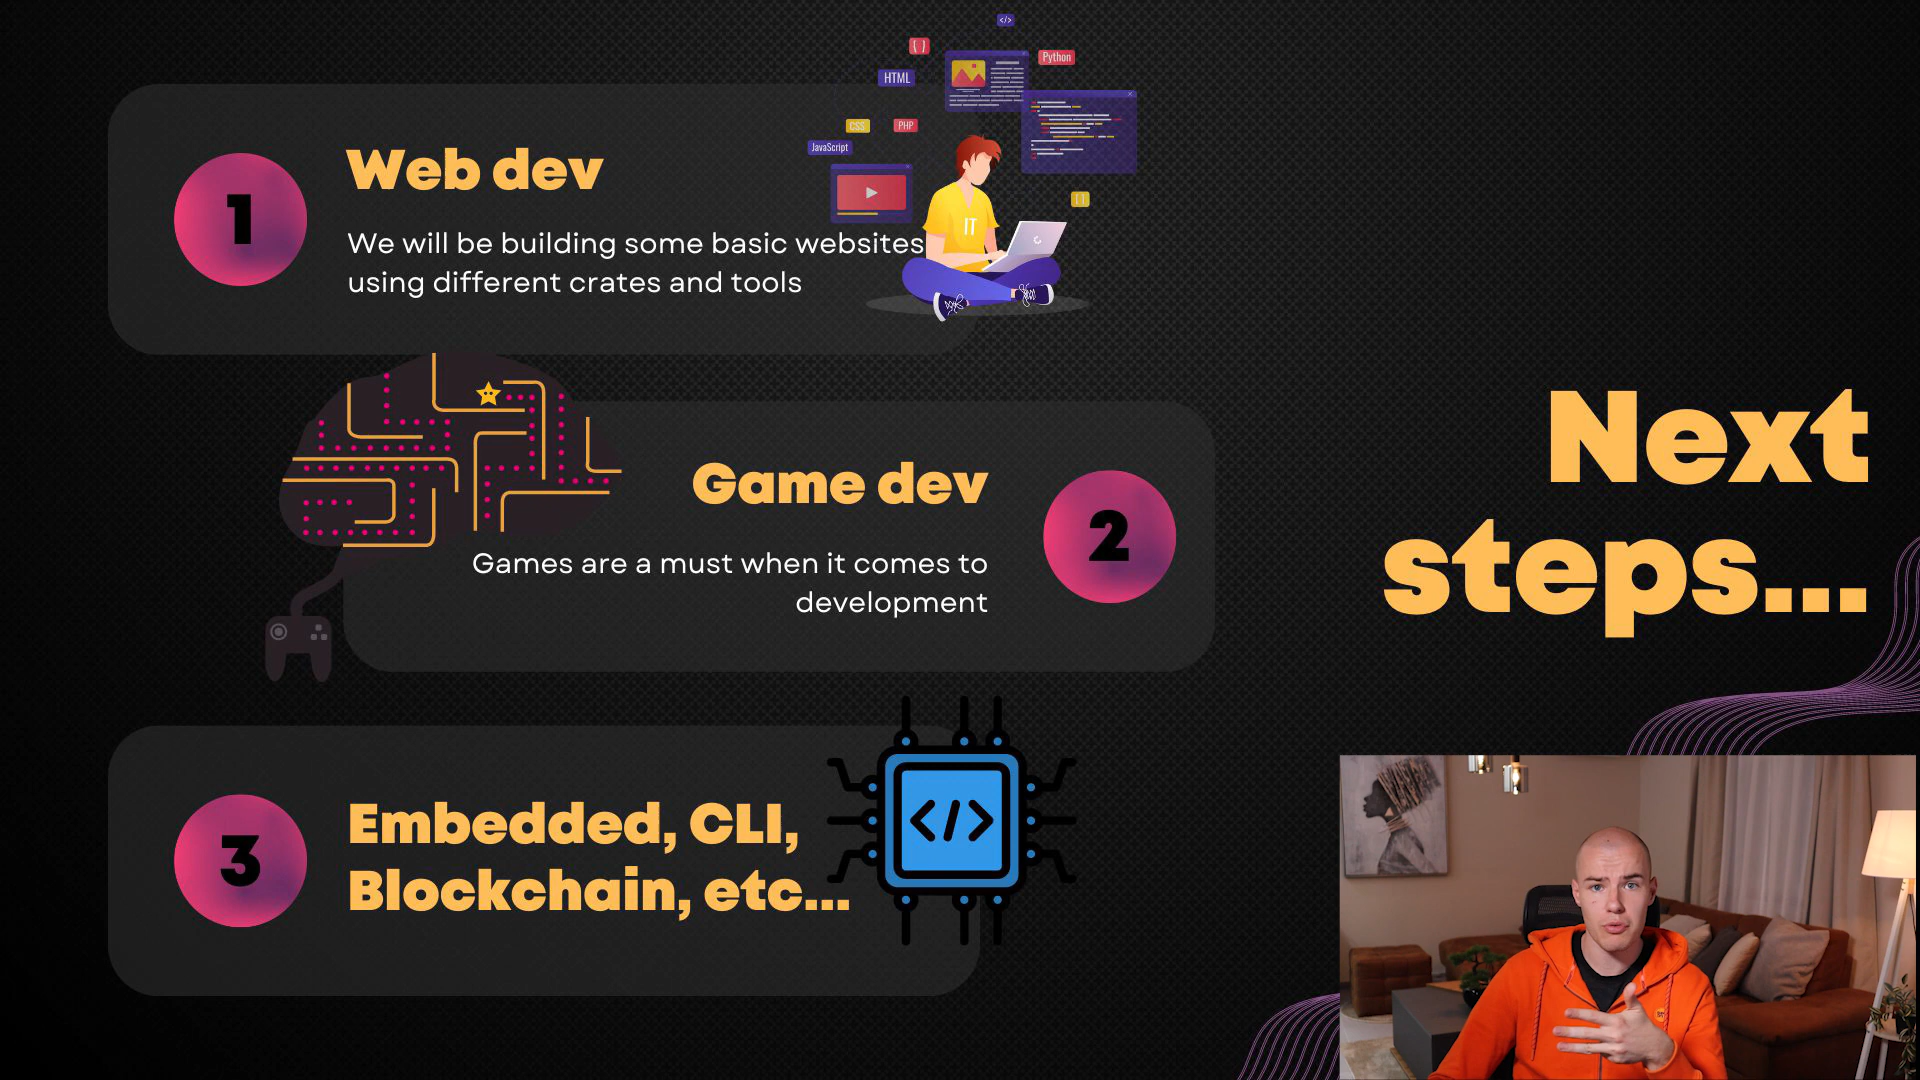 </>
{ }
Python
HTML
CSS
PHP
JavaScript
[ ]
IT
1
Web dev
We will be building some basic websites
using different crates and tools
Game dev
2
Games are a must when it comes to
development
Next
steps...
3
Embedded, CLI,
Blockchain, etc...
</>